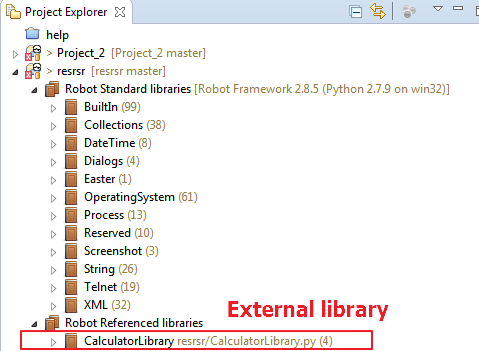 Project Explorer
help
> Project_2 [Project_2 master]
> resrsr [resrsr master]
Robot Standard libraries [Robot Framework 2.8.5 (Python 2.7.9 on win32)]
BuiltIn (99)
Collections (38)
DateTime (8)
Dialogs (4)
Easter (1)
OperatingSystem (61)
Process (13)
Reserved (10)
Screenshot (3)
String (26)
Telnet (19)
XML (32)
External library
Robot Referenced libraries
CalculatorLibrary resrsr/CalculatorLibrary.py (4)